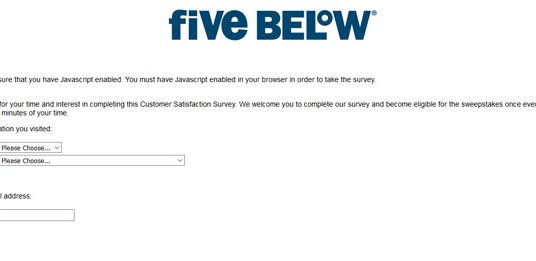 five BELOW®
sure that you have Javascript enabled. You must have Javascript enabled in your browser in order to take the survey.
for your time and interest in completing this Customer Satisfaction Survey. We welcome you to complete our survey and become eligible for the sweepstakes once eve
minutes of your time.
ation you visited:
Please Choose...
Please Choose...
l address: